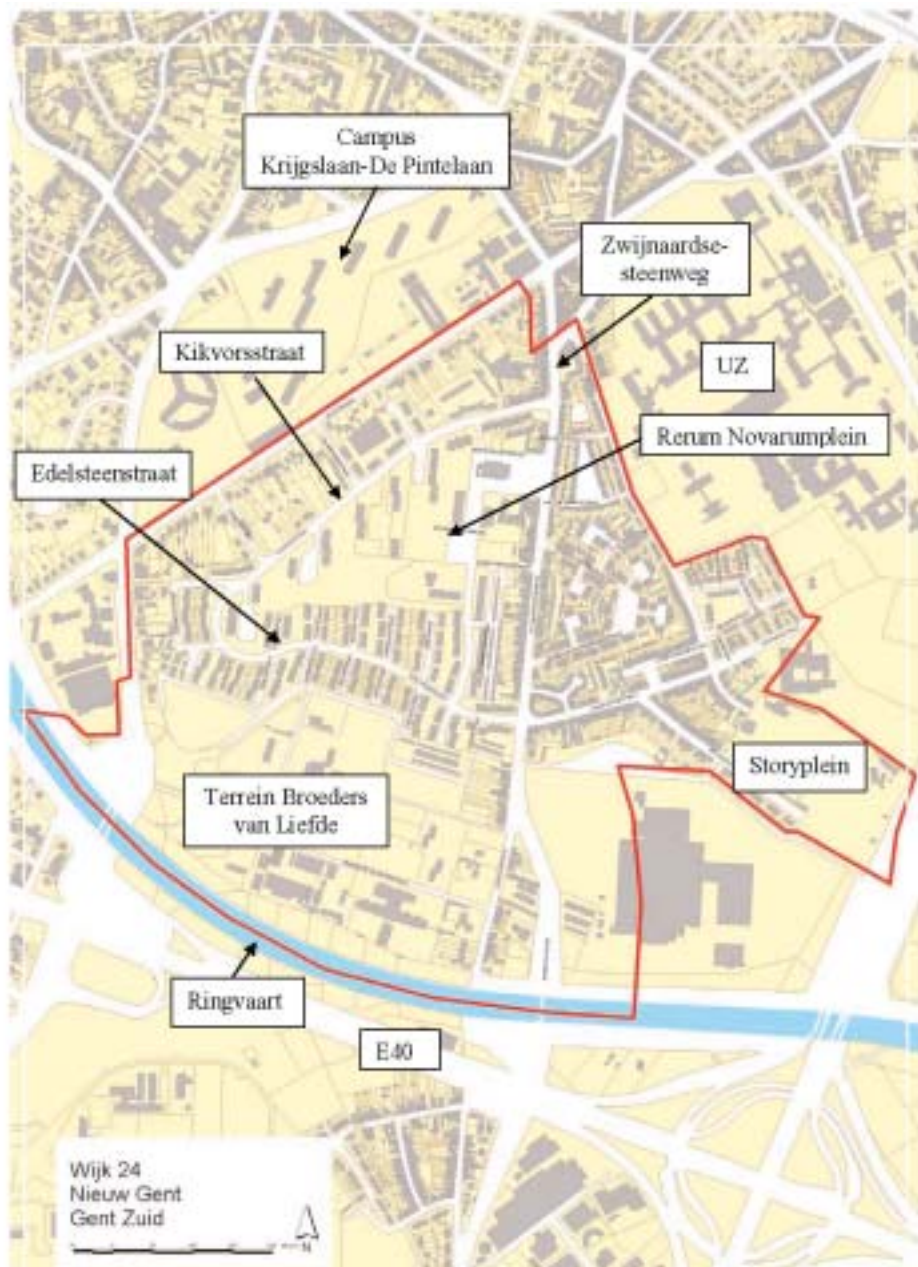 Campus
Krijgslaan-De Pintelaan
Zwijnaardse-
steenweg
Kikvorsstraat
UZ
Rerum Novarumplein
Edelsteenstraat
Storyplein
Terrein Broeders
van Liefde
Ringvaart
E40
Wijk 24
Nieuw Gent
Gent Zuid
N